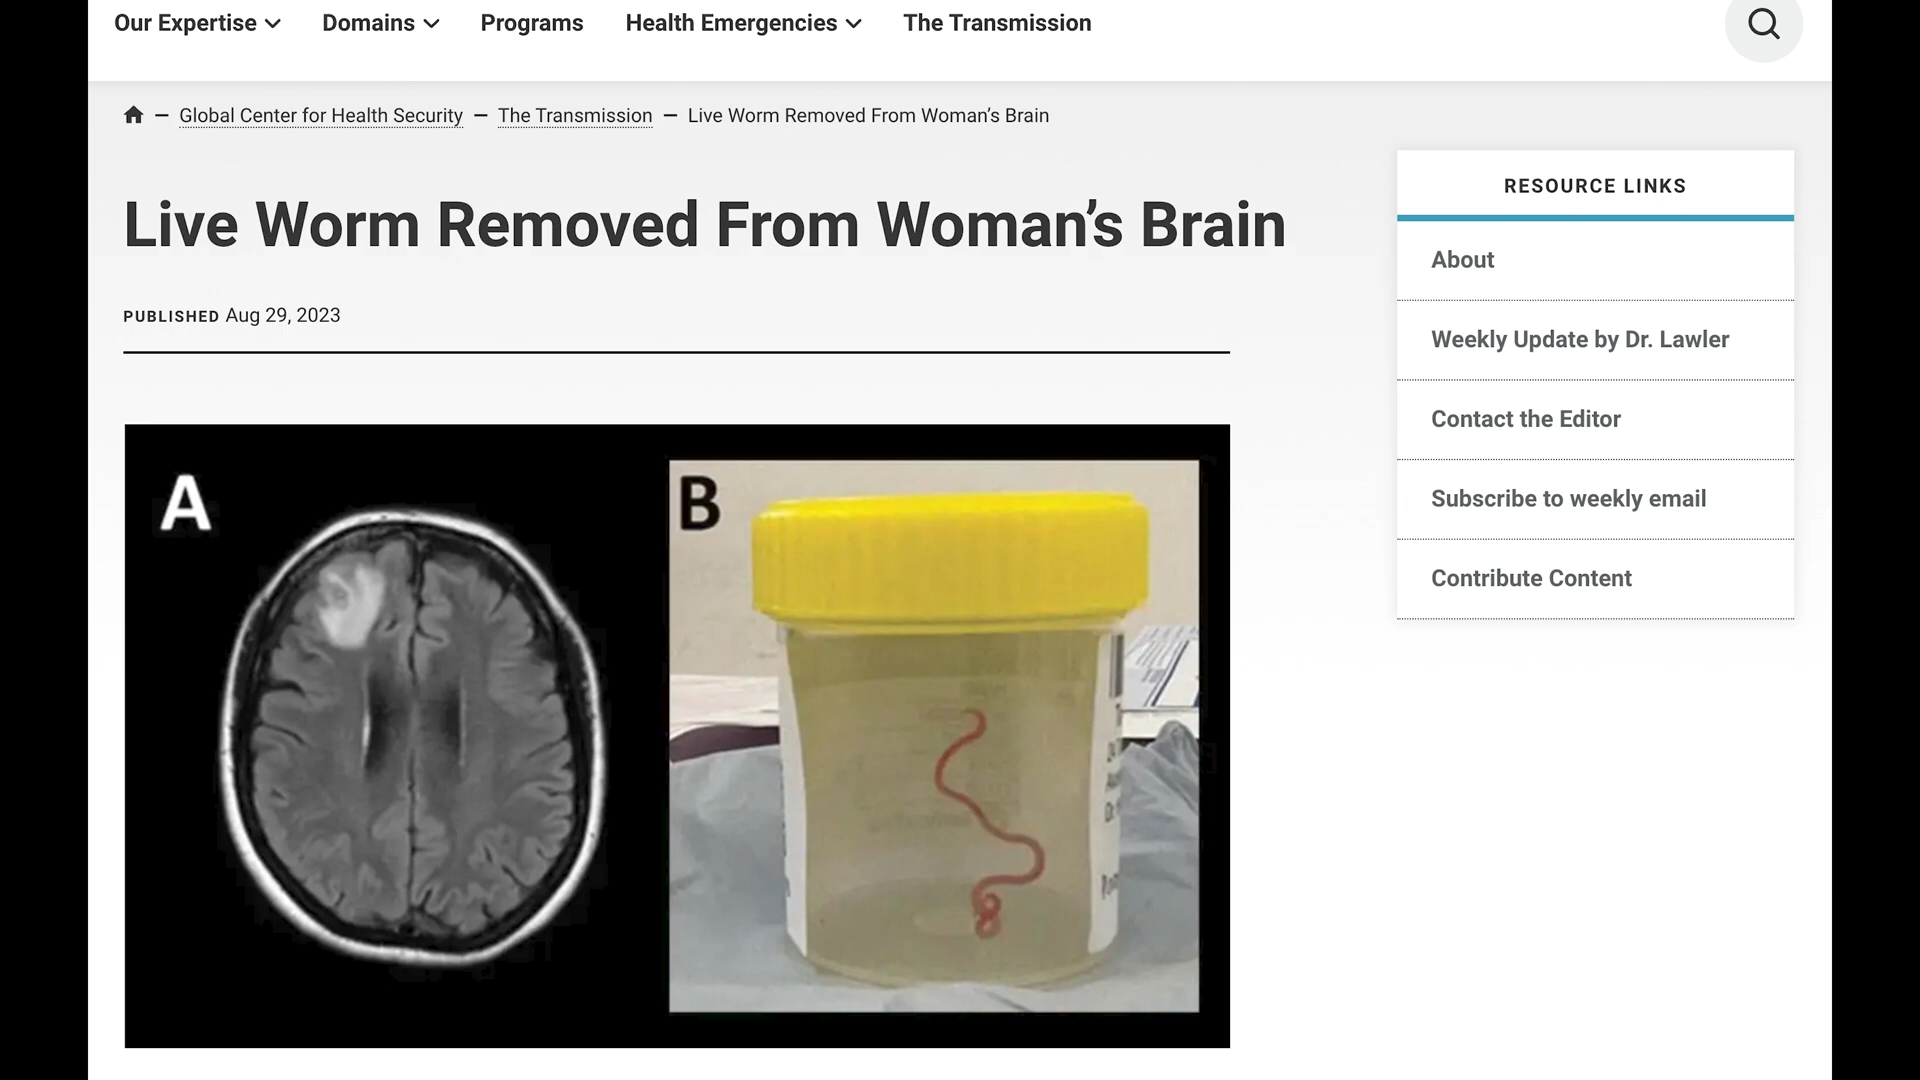 Our Expertise Domains Programs Health Emergencies The Transmission
Global Center for Health Security — The Transmission — Live Worm Removed From Woman’s Brain
Live Worm Removed From Woman’s Brain
PUBLISHED Aug 29, 2023
RESOURCE LINKS
About
Weekly Update by Dr. Lawler
Contact the Editor
Subscribe to weekly email
Contribute Content
A
B